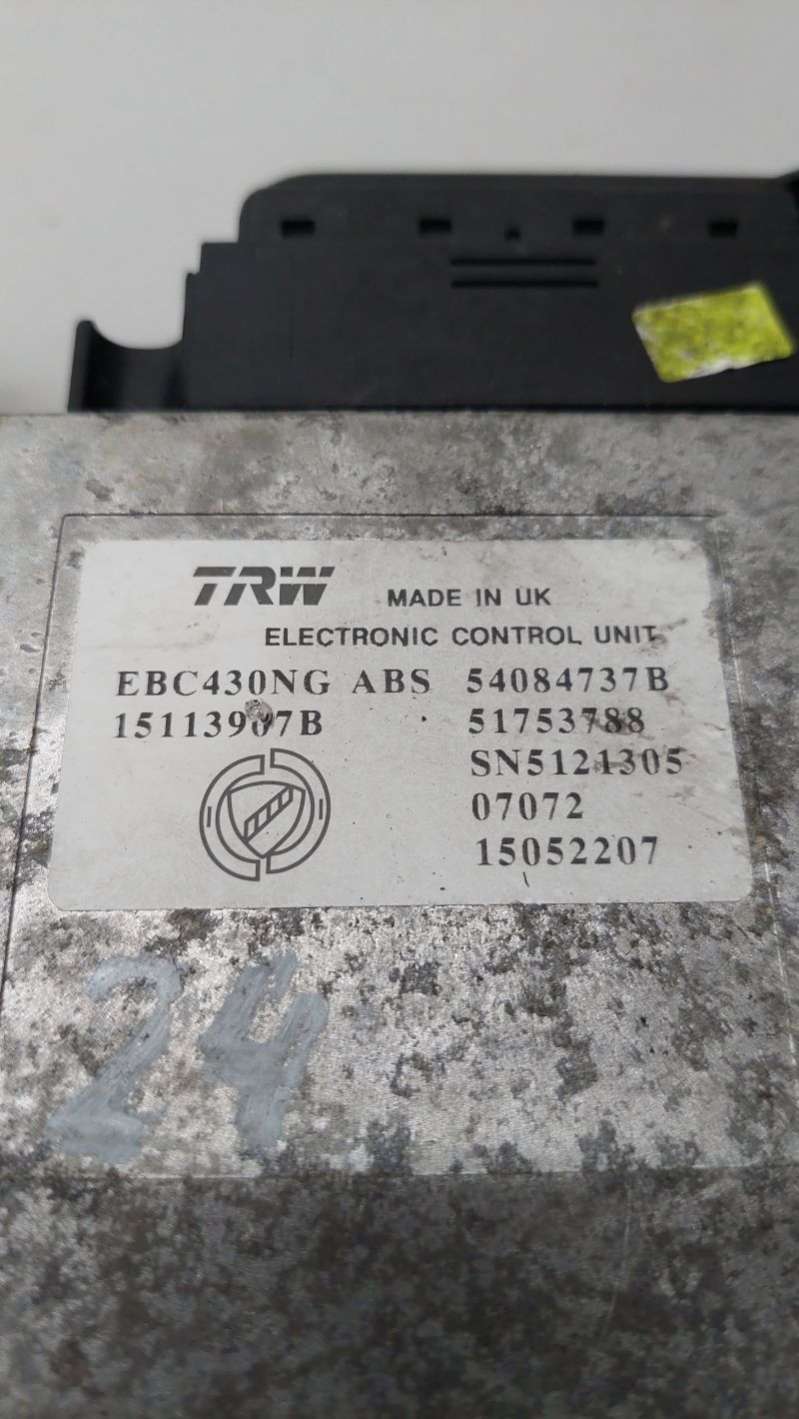 TRW MADE IN UK
ELECTRONIC CONTROL UNIT
EBC430NG ABS 54084737B
15113907B 51753788
SN5121305
07072
15052207
24